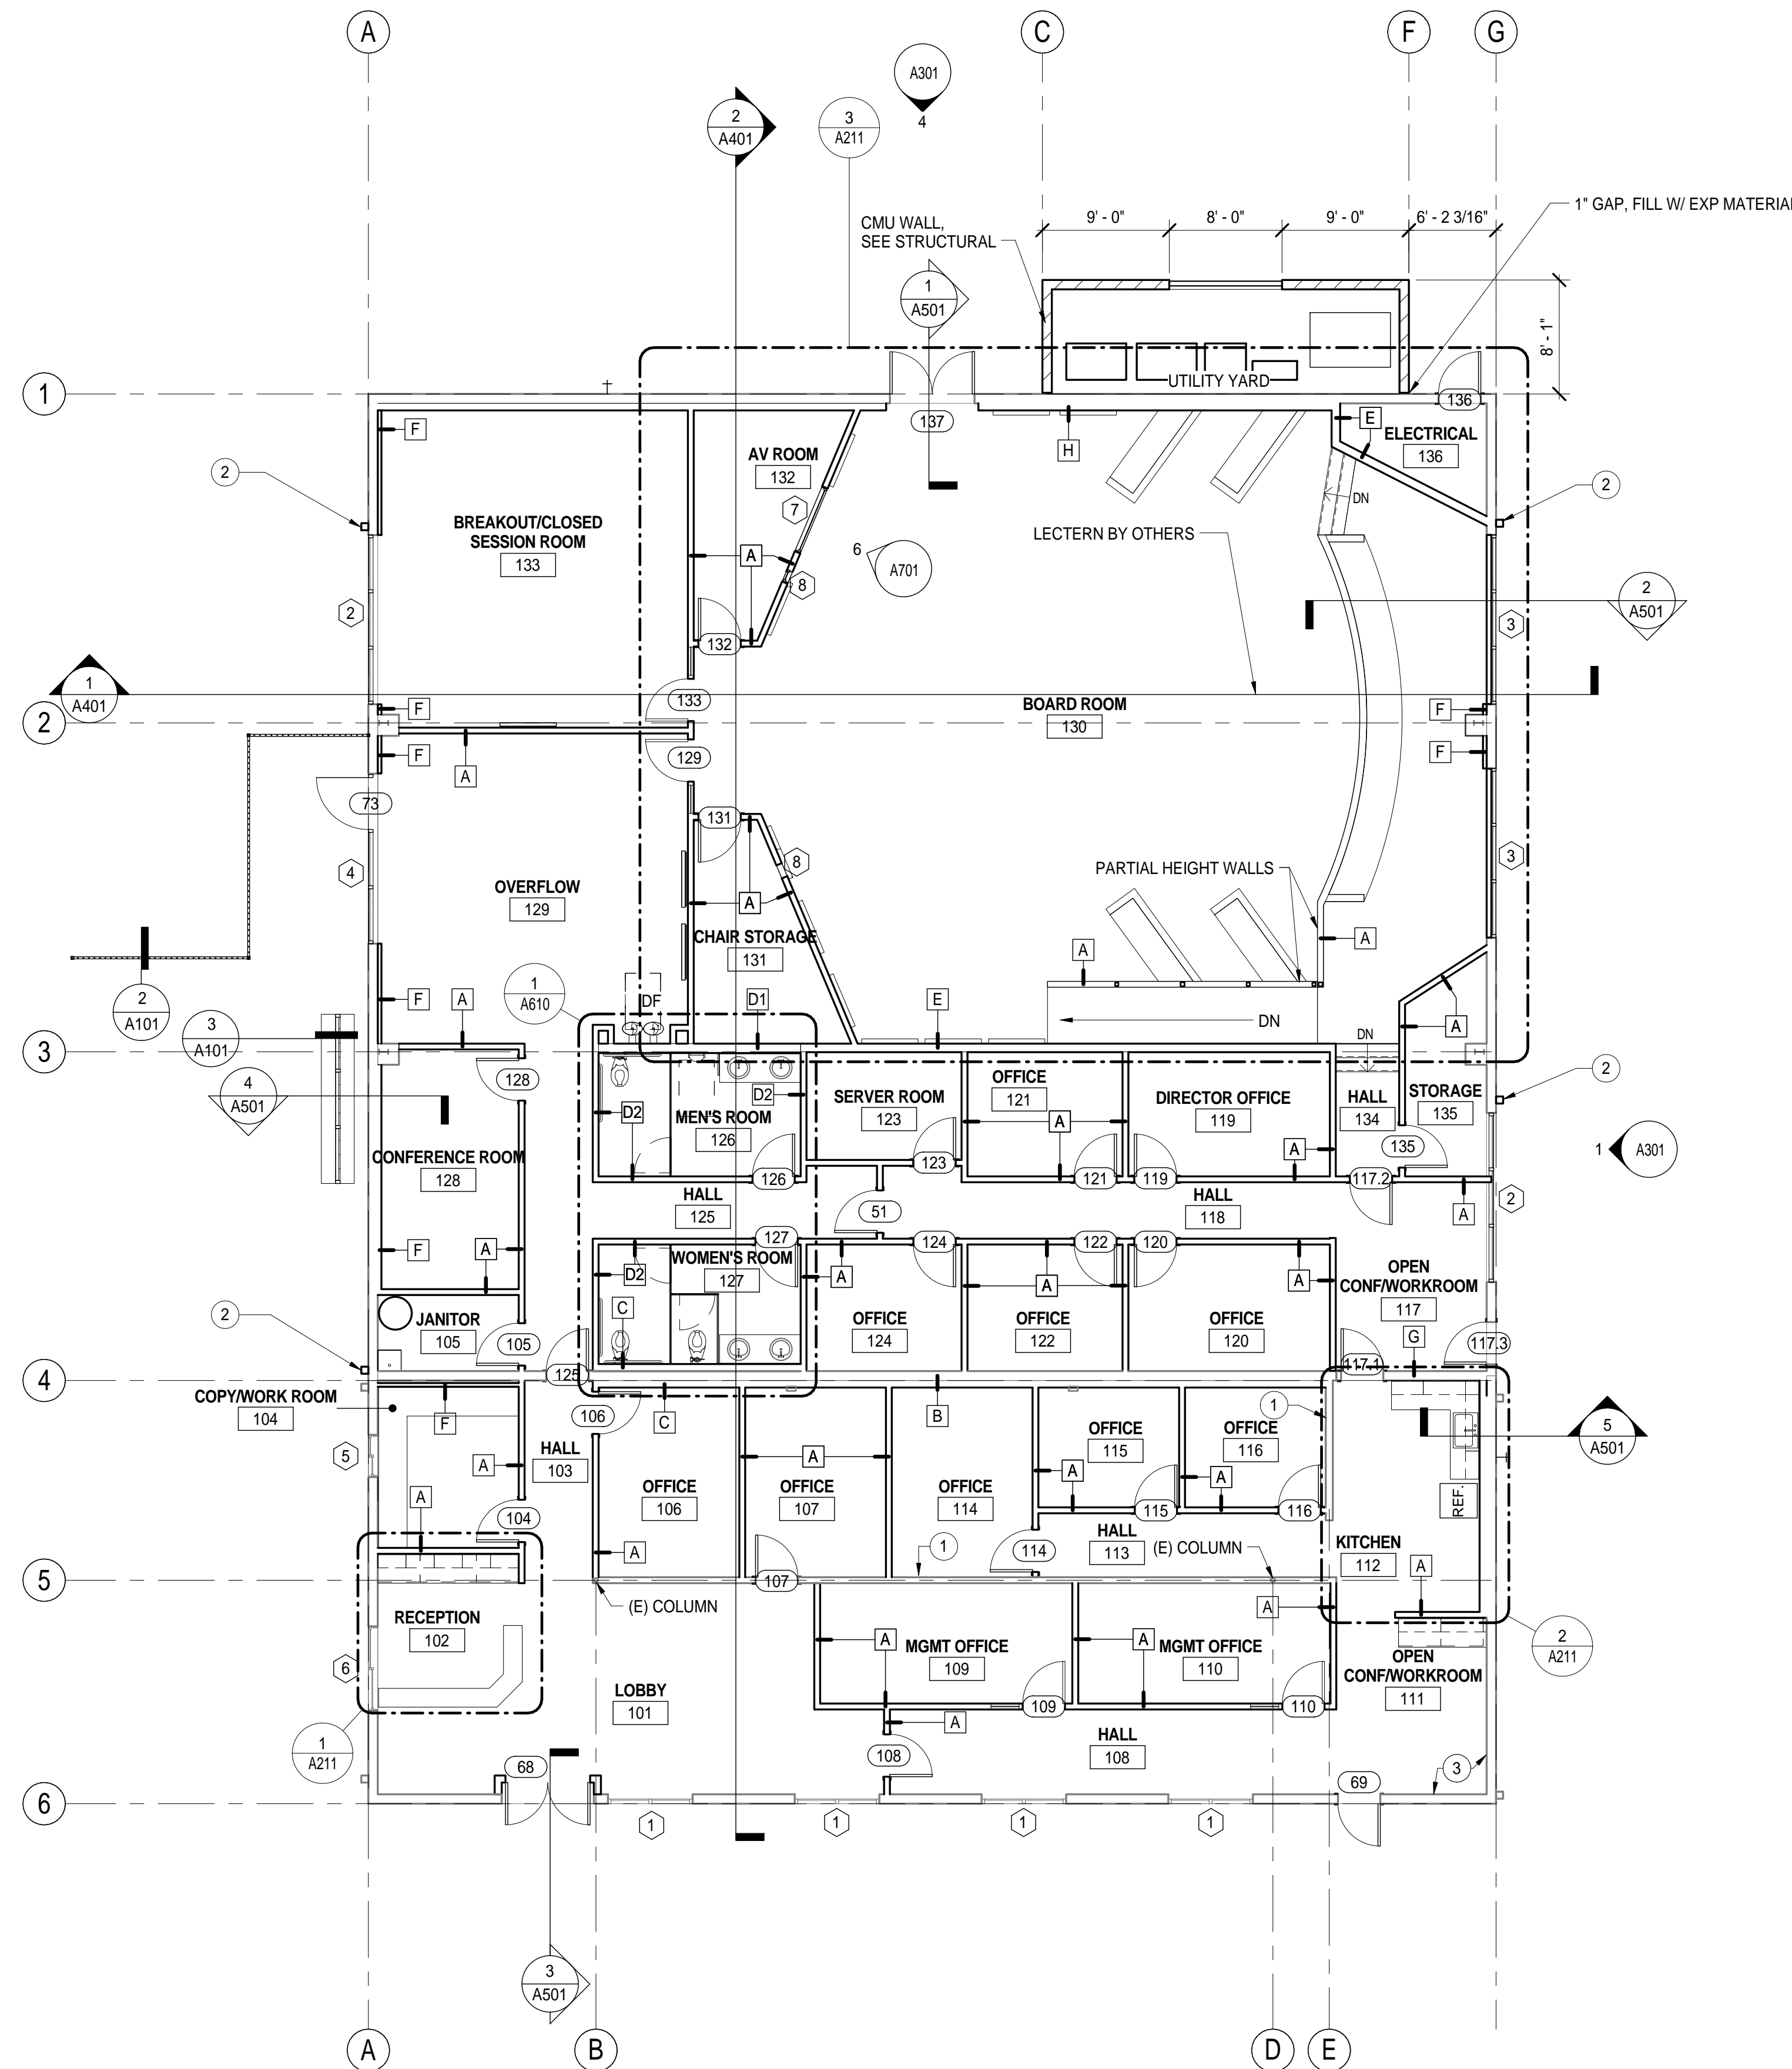 A
C
F
G
A301
4
2
A401
3
A211
9' - 0"
8' - 0"
9' - 0"
6' - 2 3/16"
1" GAP, FILL W/ EXP MATERIAL
CMU WALL,
SEE STRUCTURAL
1
A501
8' - 1"
UTILITY YARD
1
136
137
F
AV ROOM
132
H
E
ELECTRICAL
136
2
2
7
DN
BREAKOUT/CLOSED
SESSION ROOM
133
LECTERN BY OTHERS
A
6
A701
8
2
2
A501
3
132
1
A401
133
BOARD ROOM
130
F
F
2
129
F
F
A
73
131
4
8
PARTIAL HEIGHT WALLS
OVERFLOW
129
A
CHAIR STORAGE
131
A
A
1
A610
DF
D1
E
2
A101
F
A
3
A101
DN
DN
A
3
4
A501
128
D2
D2
MEN'S ROOM
126
SERVER ROOM
123
OFFICE
121
A
DIRECTOR OFFICE
119
A
HALL
134
STORAGE
135
2
135
1
A301
CONFERENCE ROOM
128
126
123
121
119
117.2
HALL
125
51
HALL
118
A
2
F
A
127
124
122
120
D2
WOMEN'S ROOM
127
A
A
A
OPEN
CONF/WORKROOM
117
C
2
JANITOR
105
105
OFFICE
124
OFFICE
122
OFFICE
120
G
117.3
117.1
125
4
COPY/WORK ROOM
104
F
106
C
B
1
5
A501
5
HALL
103
A
OFFICE
115
OFFICE
116
A
A
A
OFFICE
106
OFFICE
107
OFFICE
114
REF.
A
104
115
116
HALL
113
KITCHEN
112
A
1
114
(E) COLUMN
A
5
107
(E) COLUMN
A
RECEPTION
102
A
MGMT OFFICE
109
A
MGMT OFFICE
110
2
A211
6
OPEN
CONF/WORKROOM
111
LOBBY
101
109
110
A
1
A211
HALL
108
108
68
69
3
6
1
1
1
1
3
A501
A
B
D
E